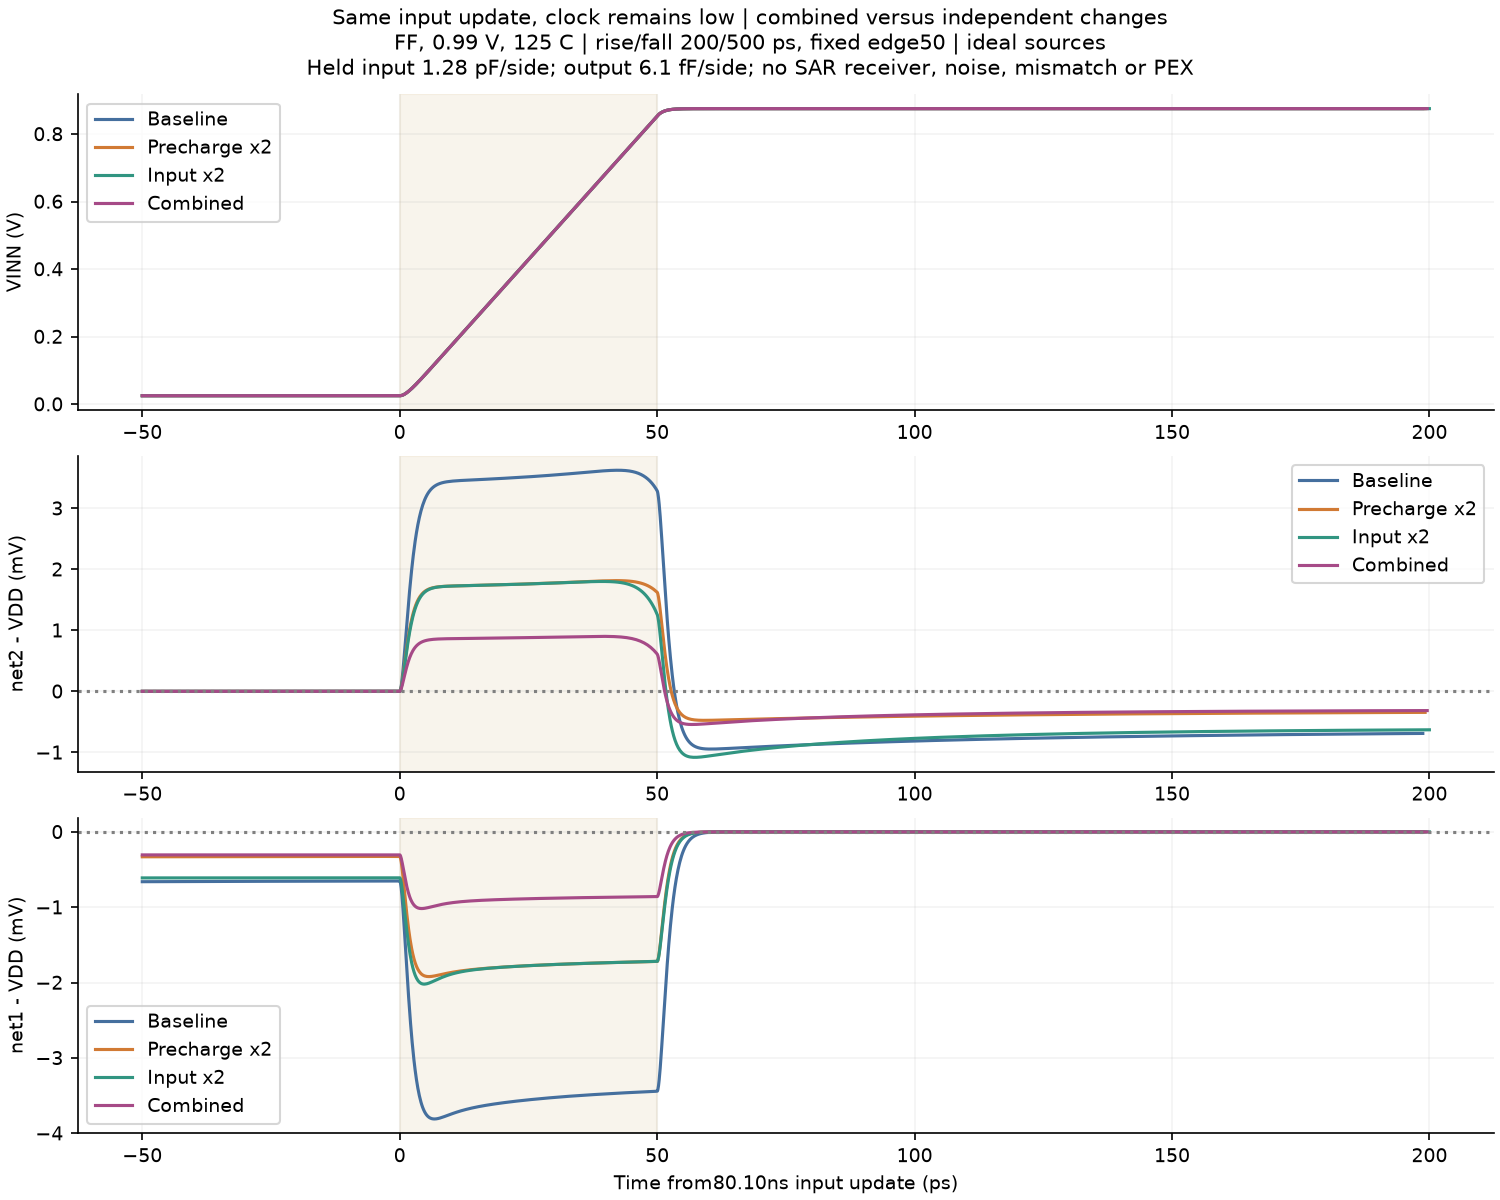 Same input update, clock remains low | combined versus independent changes
FF, 0.99 V, 125 C | rise/fall 200/500 ps, fixed edge50 | ideal sources
Held input 1.28 pF/side; output 6.1 fF/side; no SAR receiver, noise, mismatch or PEX
VINN (V)
0.8
0.6
0.4
0.2
0.0
Baseline
Precharge x2
Input x2
Combined
−50 0 50 100 150 200
net2 - VDD (mV)
3
2
1
0
−1
Baseline
Precharge x2
Input x2
Combined
−50 0 50 100 150 200
net1 - VDD (mV)
0
−1
−2
−3
−4
Baseline
Precharge x2
Input x2
Combined
−50 0 50 100 150 200
Time from80.10ns input update (ps)